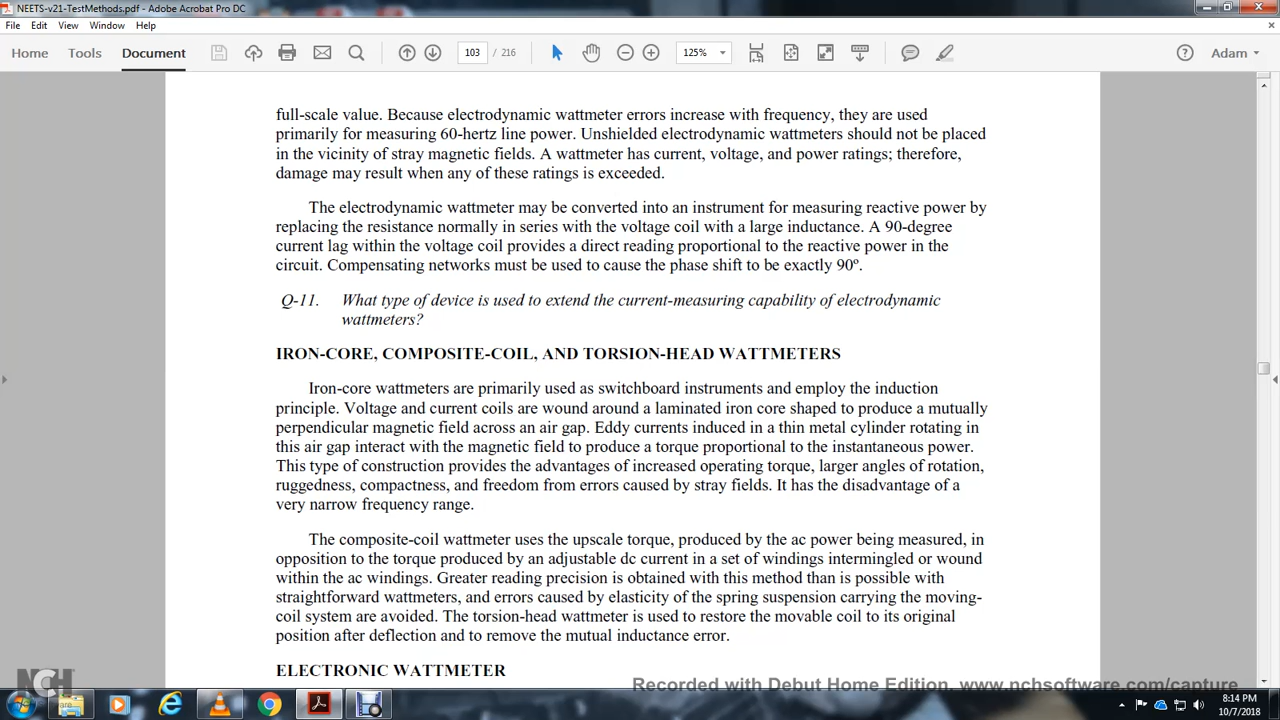 NEETS-v21-TestMethods.pdf - Adobe Acrobat Pro DC
File Edit View Window Help
Home Tools Document 103 / 216 125% Adam
full-scale value. Because electrodynamic wattmeter errors increase with frequency, they are used
primarily for measuring 60-hertz line power. Unshielded electrodynamic wattmeters should not be placed
in the vicinity of stray magnetic fields. A wattmeter has current, voltage, and power ratings; therefore,
damage may result when any of these ratings is exceeded.
The electrodynamic wattmeter may be converted into an instrument for measuring reactive power by
replacing the resistance normally in series with the voltage coil with a large inductance. A 90-degree
current lag within the voltage coil provides a direct reading proportional to the reactive power in the
circuit. Compensating networks must be used to cause the phase shift to be exactly 90º.
Q-11. What type of device is used to extend the current-measuring capability of electrodynamic
wattmeters?
IRON-CORE, COMPOSITE-COIL, AND TORSION-HEAD WATTMETERS
Iron-core wattmeters are primarily used as switchboard instruments and employ the induction
principle. Voltage and current coils are wound around a laminated iron core shaped to produce a mutually
perpendicular magnetic field across an air gap. Eddy currents induced in a thin metal cylinder rotating in
this air gap interact with the magnetic field to produce a torque proportional to the instantaneous power.
This type of construction provides the advantages of increased operating torque, larger angles of rotation,
ruggedness, compactness, and freedom from errors caused by stray fields. It has the disadvantage of a
very narrow frequency range.
The composite-coil wattmeter uses the upscale torque, produced by the ac power being measured, in
opposition to the torque produced by an adjustable dc current in a set of windings intermingled or wound
within the ac windings. Greater reading precision is obtained with this method than is possible with
straightforward wattmeters, and errors caused by elasticity of the spring suspension carrying the moving-
coil system are avoided. The torsion-head wattmeter is used to restore the movable coil to its original
position after deflection and to remove the mutual inductance error.
ELECTRONIC WATTMETER
NCH
Recorded with Debut Home Edition. www.nchsoftware.com/capture
8:14 PM
10/7/2018